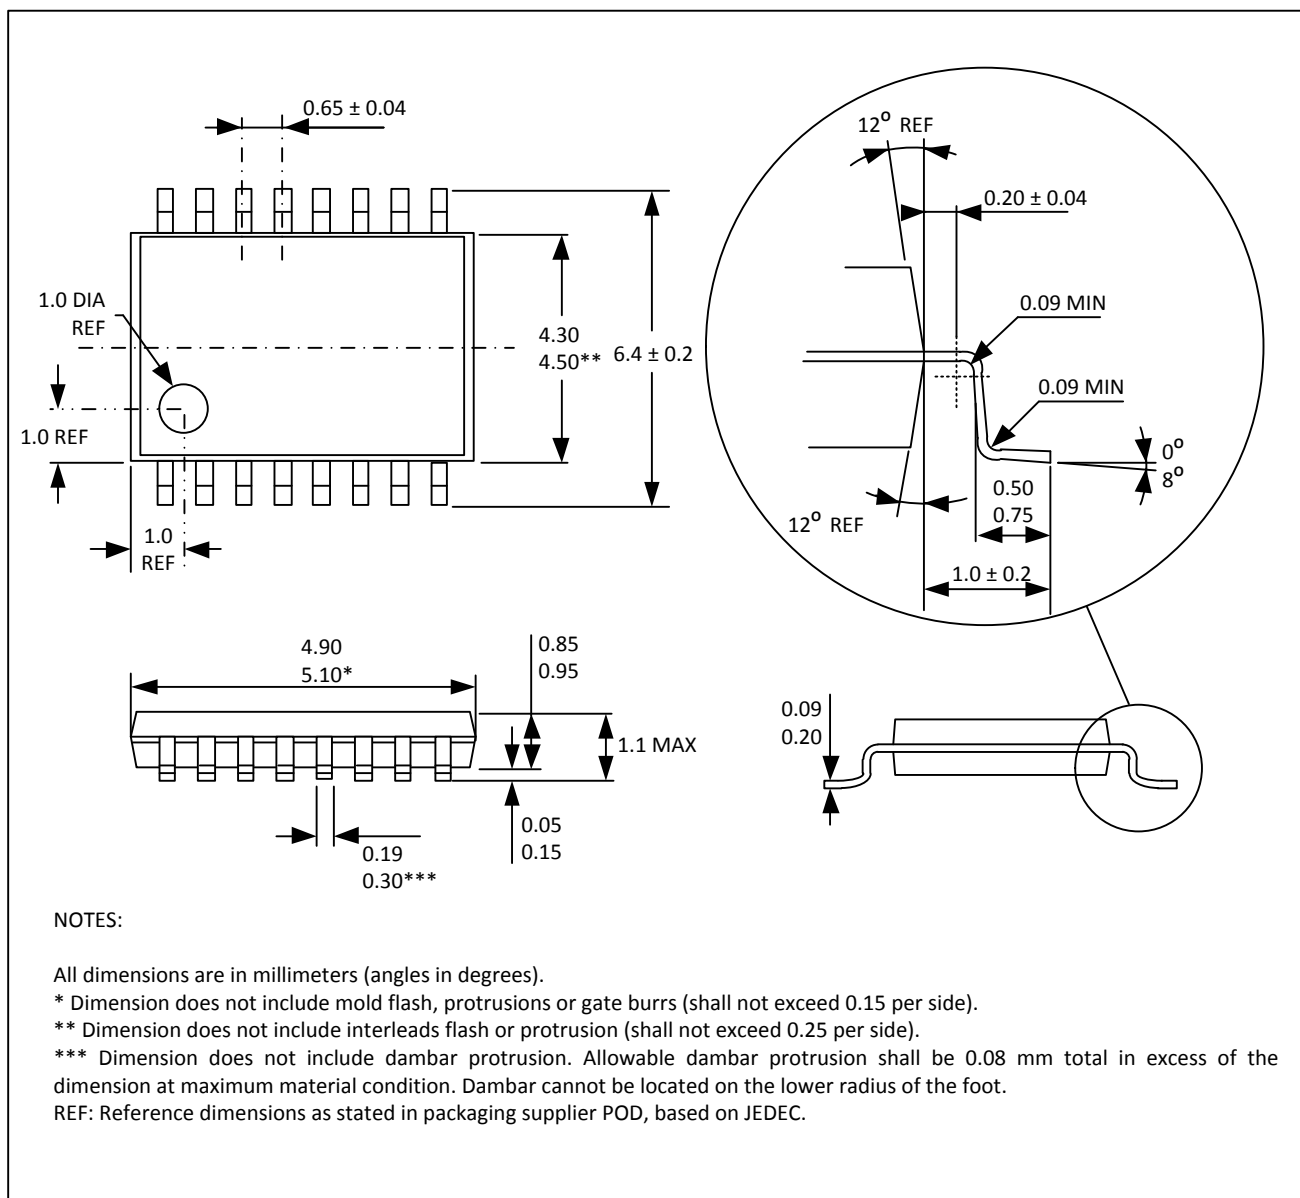 0.65 ± 0.04
1.0 DIA
REF
4.30
4.50**
6.4 ± 0.2
1.0 REF
1.0
REF
12° REF
0.20 ± 0.04
0.09 MIN
0.09 MIN
0°
8°
0.50
0.75
12° REF
1.0 ± 0.2
4.90
5.10*
0.85
0.95
1.1 MAX
0.05
0.15
0.19
0.30***
0.09
0.20
NOTES:
All dimensions are in millimeters (angles in degrees).
* Dimension does not include mold flash, protrusions or gate burrs (shall not exceed 0.15 per side).
** Dimension does not include interleads flash or protrusion (shall not exceed 0.25 per side).
*** Dimension does not include dambar protrusion. Allowable dambar protrusion shall be 0.08 mm total in excess of the
dimension at maximum material condition. Dambar cannot be located on the lower radius of the foot.
REF: Reference dimensions as stated in packaging supplier POD, based on JEDEC.